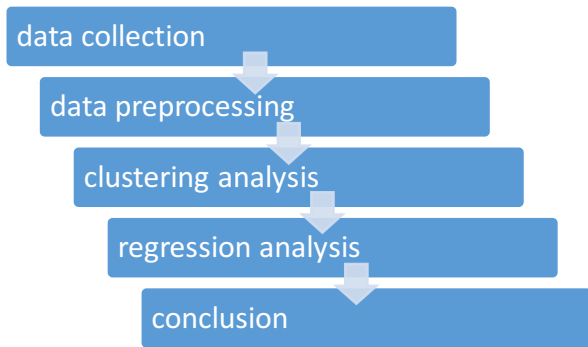 data collection
data preprocessing
clustering analysis
regression analysis
conclusion